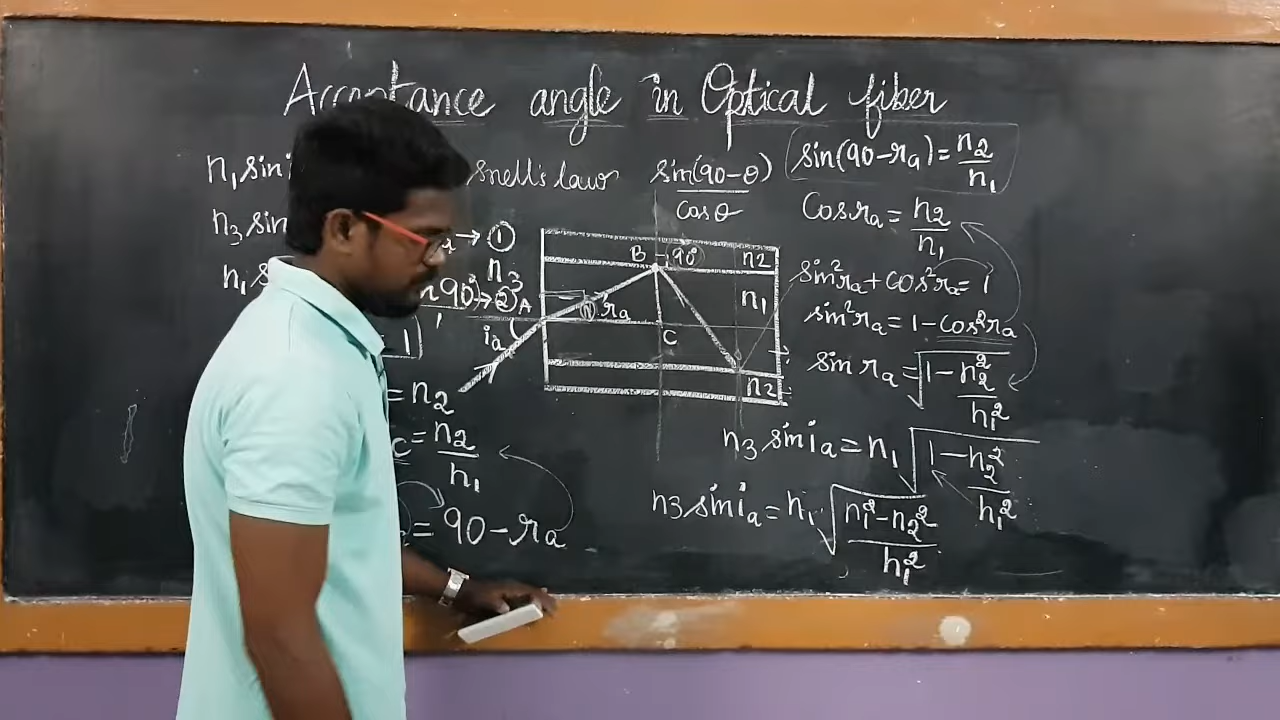 Acceptance angle in Optical fiber
n₁ sin i
snell's law
n₃ sin
→ ①
n₁ s
n 90° → ②
1
= n₂
c = n₂/n₁
= 90 - rₐ
sin(90-θ)
cos θ
n₃
A
iₐ
B
90°
rₐ
C
n₂
n₁
n₂
sin(90-rₐ) = n₂/n₁
Cos rₐ = n₂/n₁
sin²rₐ + cos²rₐ = 1
sin²rₐ = 1 - cos²rₐ
sin rₐ = √(1 - n₂²/n₁²)
n₃ sin iₐ = n₁ √(1 - n₂²/n₁²)
n₃ sin iₐ = n₁ √((n₁² - n₂²)/n₁²)